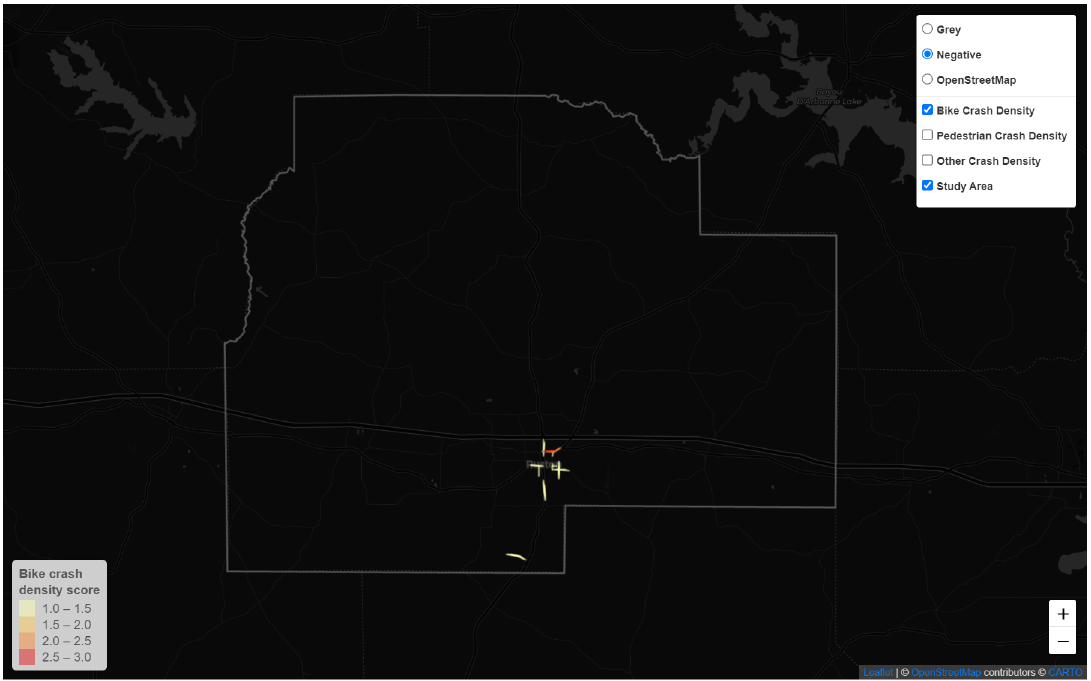 Grey
Negative
OpenStreetMap
Bike Crash Density
Pedestrian Crash Density
Other Crash Density
Study Area
Bayou
D'Arbonne Lake
Bike crash
density score
1.0 – 1.5
1.5 – 2.0
2.0 – 2.5
2.5 – 3.0
+
−
Leaflet | © OpenStreetMap contributors © CARTO